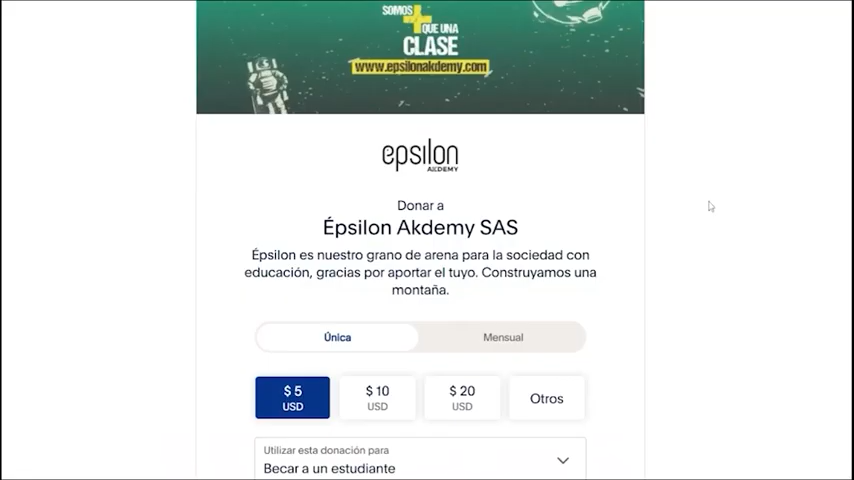 SOMOS
+ QUE UNA
CLASE
www.epsilonakdemy.com
epsilon
AKDEMY
Donar a
Épsilon Akdemy SAS
Épsilon es nuestro grano de arena para la sociedad con
educación, gracias por aportar el tuyo. Construyamos una
montaña.
Única Mensual
$ 5 $ 10 $ 20 Otros
USD USD USD
Utilizar esta donación para
Becar a un estudiante